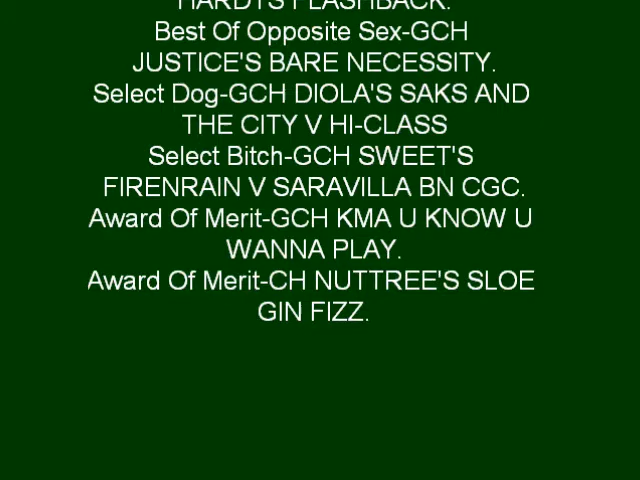 HARDTS FLASHBACK.
Best Of Opposite Sex-GCH
JUSTICE'S BARE NECESSITY.
Select Dog-GCH DIOLA'S SAKS AND
THE CITY V HI-CLASS
Select Bitch-GCH SWEET'S
FIRENRAIN V SARAVILLA BN CGC.
Award Of Merit-GCH KMA U KNOW U
WANNA PLAY.
Award Of Merit-CH NUTTREE'S SLOE
GIN FIZZ.